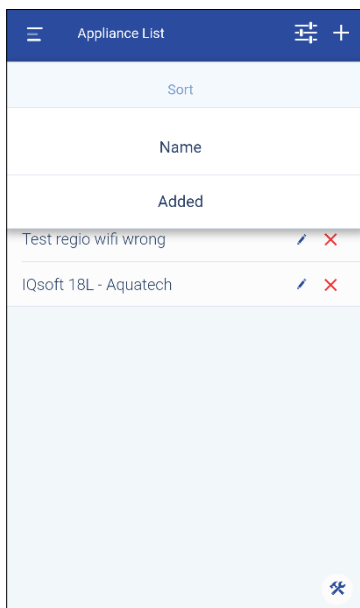 Appliance List
Sort
Name
Added
Test regio wifi wrong
IQsoft 18L - Aquatech